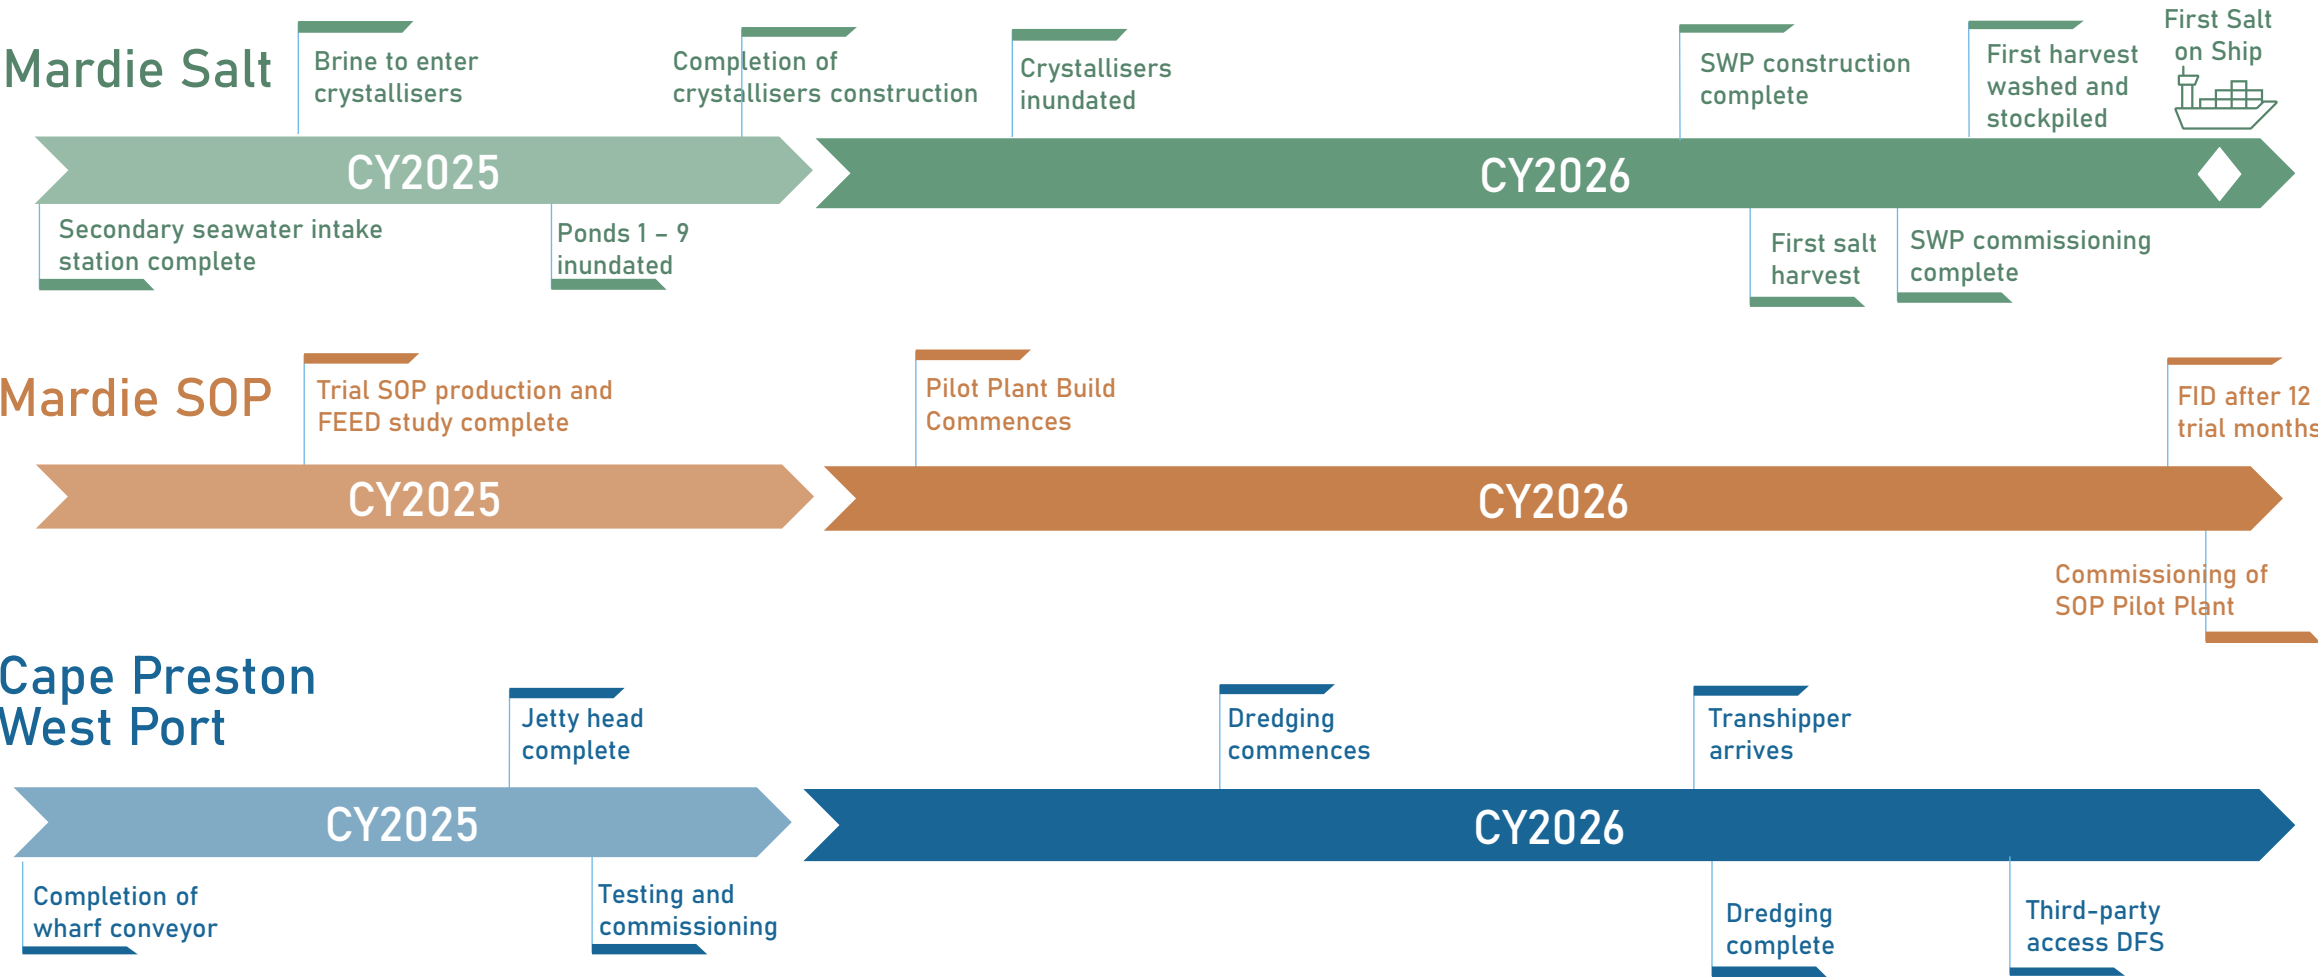 Mardie Salt
Brine to enter
crystallisers
Completion of
crystallisers construction
Crystallisers
inundated
SWP construction
complete
First harvest
washed and
stockpiled
First Salt
on Ship
CY2025
CY2026
Secondary seawater intake
station complete
Ponds 1 – 9
inundated
First salt
harvest
SWP commissioning
complete
Mardie SOP
Trial SOP production and
FEED study complete
Pilot Plant Build
Commences
FID after 12
trial months
CY2025
CY2026
Commissioning of
SOP Pilot Plant
Cape Preston
West Port
Jetty head
complete
Dredging
commences
Transhipper
arrives
CY2025
CY2026
Completion of
wharf conveyor
Testing and
commissioning
Dredging
complete
Third-party
access DFS